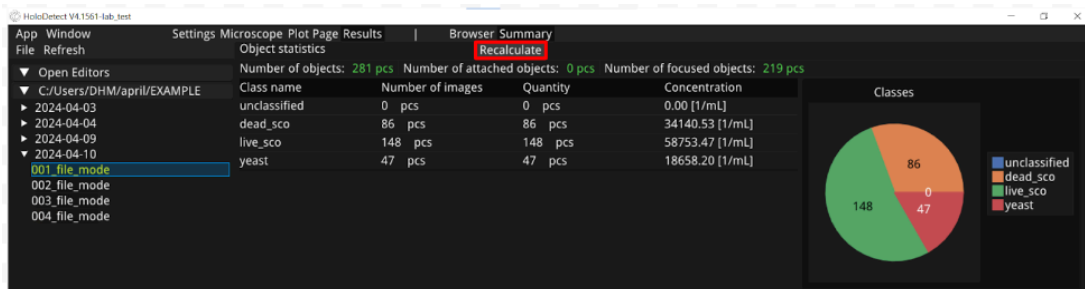 HoloDetect V4.1561-lab_test
App Window Settings Microscope Plot Page Results | Browser Summary
File Refresh
Object statistics Recalculate
Number of objects: 281 pcs Number of attached objects: 0 pcs Number of focused objects: 219 pcs
▼ Open Editors
▼ C:/Users/DHM/april/EXAMPLE
► 2024-04-03
► 2024-04-04
► 2024-04-09
▼ 2024-04-10
001_file_mode
002_file_mode
003_file_mode
004_file_mode
Class name Number of images Quantity Concentration
unclassified 0 pcs 0 pcs 0.00 [1/mL]
dead_sco 86 pcs 86 pcs 34140.53 [1/mL]
live_sco 148 pcs 148 pcs 58753.47 [1/mL]
yeast 47 pcs 47 pcs 18658.20 [1/mL]
Classes
86
0
148
47
unclassified
dead_sco
live_sco
yeast